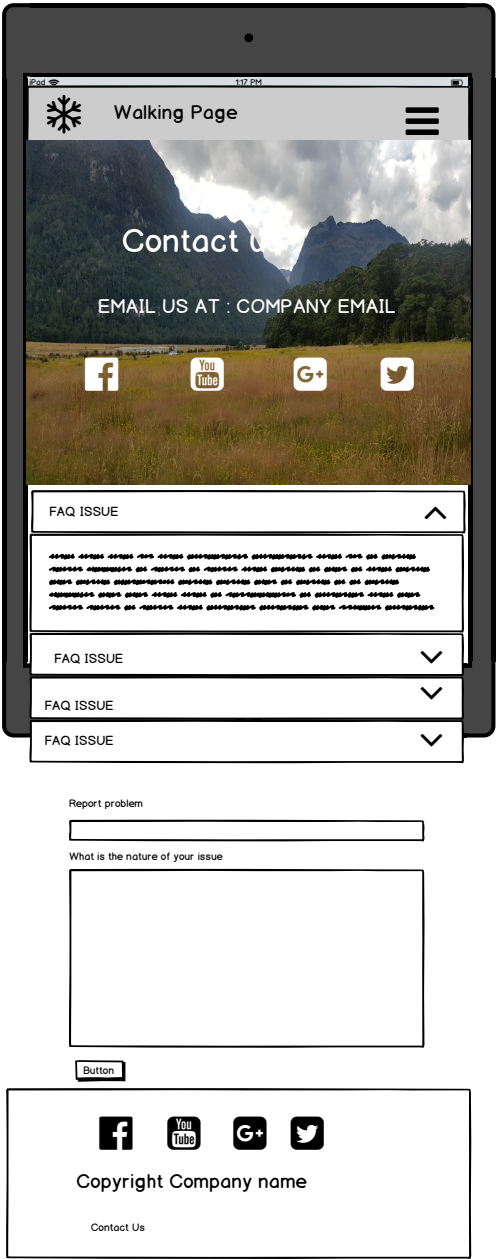 iPad
1:17 PM
Walking Page
Contact us
EMAIL US AT : COMPANY EMAIL
You
Tube
G+
FAQ ISSUE
FAQ ISSUE
FAQ ISSUE
FAQ ISSUE
Report problem
What is the nature of your issue
Button
You
Tube
G+
Copyright Company name
Contact Us